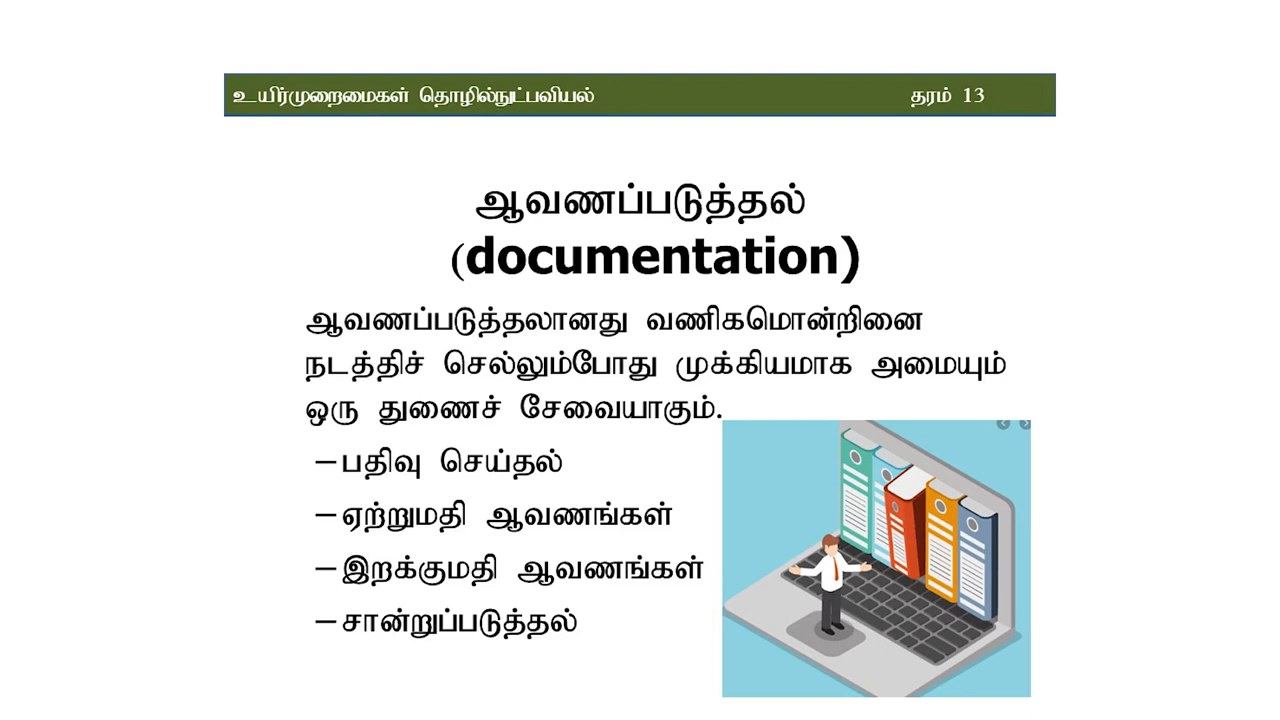 உயிர்முறைமைகள் தொழில்நுட்பவியல் தரம் 13
ஆவணப்படுத்தல்
(documentation)
ஆவணப்படுத்தலானது வணிகமொன்றினை
நடத்திச் செல்லும்போது முக்கியமாக அமையும்
ஒரு துணைச் சேவையாகும்.
–பதிவு செய்தல்
–ஏற்றுமதி ஆவணங்கள்
–இறக்குமதி ஆவணங்கள்
–சான்றுப்படுத்தல்